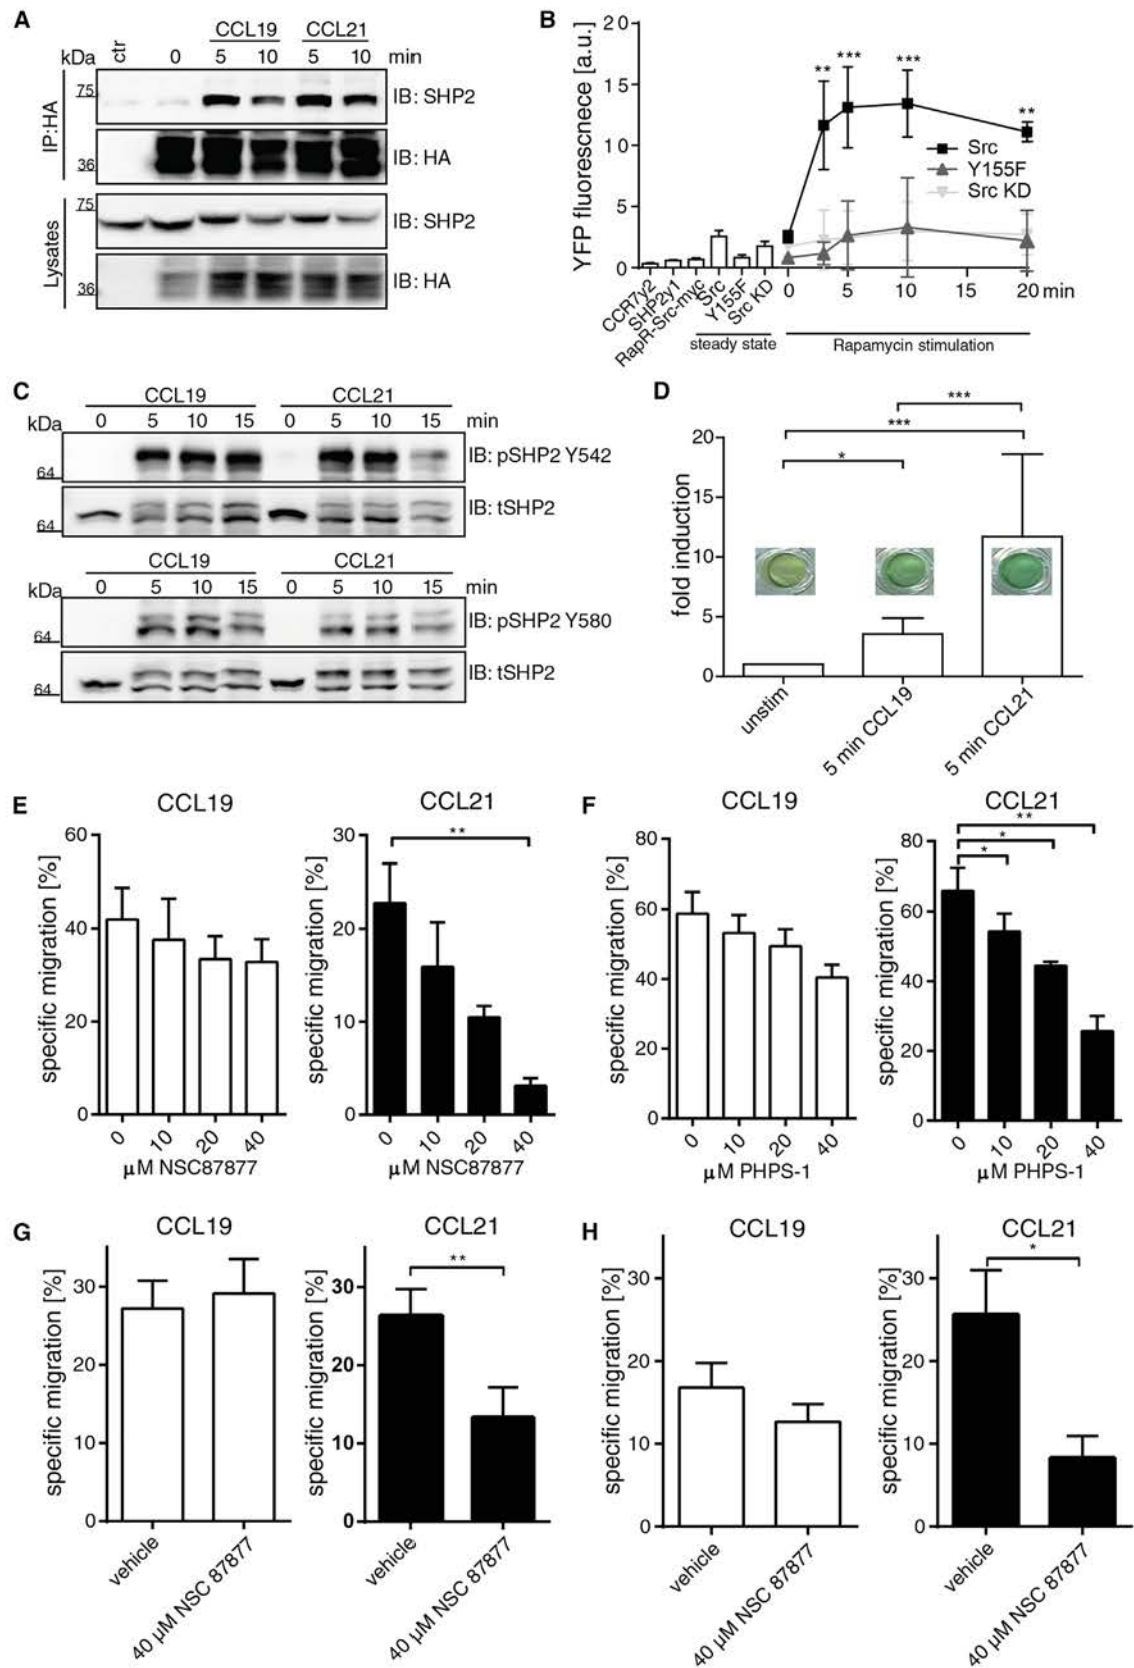 A
CCL19 CCL21
kDa ctr 0 5 10 5 10 min
IP:HA
75 IB: SHP2
36 IB: HA
Lysates
75 IB: SHP2
36 IB: HA
B
YFP fluorescnece [a.u.]
20
15
10
5
0
** *** *** **
Src
Y155F
Src KD
0 5 10 15 20 min
CCR7y2 SHP2y1 RapR-Src-myc Src Y155F Src KD
steady state Rapamycin stimulation
C
CCL19 CCL21
kDa 0 5 10 15 0 5 10 15 min
64 IB: pSHP2 Y542
64 IB: tSHP2
CCL19 CCL21
kDa 0 5 10 15 0 5 10 15 min
64 IB: pSHP2 Y580
64 IB: tSHP2
D
***
***
*
fold induction
20
15
10
5
0
unstim 5 min CCL19 5 min CCL21
E
CCL19
specific migration [%]
60
40
20
0
0 10 20 40
µM NSC87877
CCL21
**
specific migration [%]
30
20
10
0
0 10 20 40
µM NSC87877
F
CCL19
specific migration [%]
80
60
40
20
0
0 10 20 40
µM PHPS-1
CCL21
**
*
*
specific migration [%]
80
60
40
20
0
0 10 20 40
µM PHPS-1
G
CCL19
specific migration [%]
30
20
10
0
vehicle 40 µM NSC 87877
CCL21
**
specific migration [%]
30
20
10
0
vehicle 40 µM NSC 87877
H
CCL19
specific migration [%]
30
20
10
0
vehicle 40 µM NSC 87877
CCL21
*
specific migration [%]
30
20
10
0
vehicle 40 µM NSC 87877